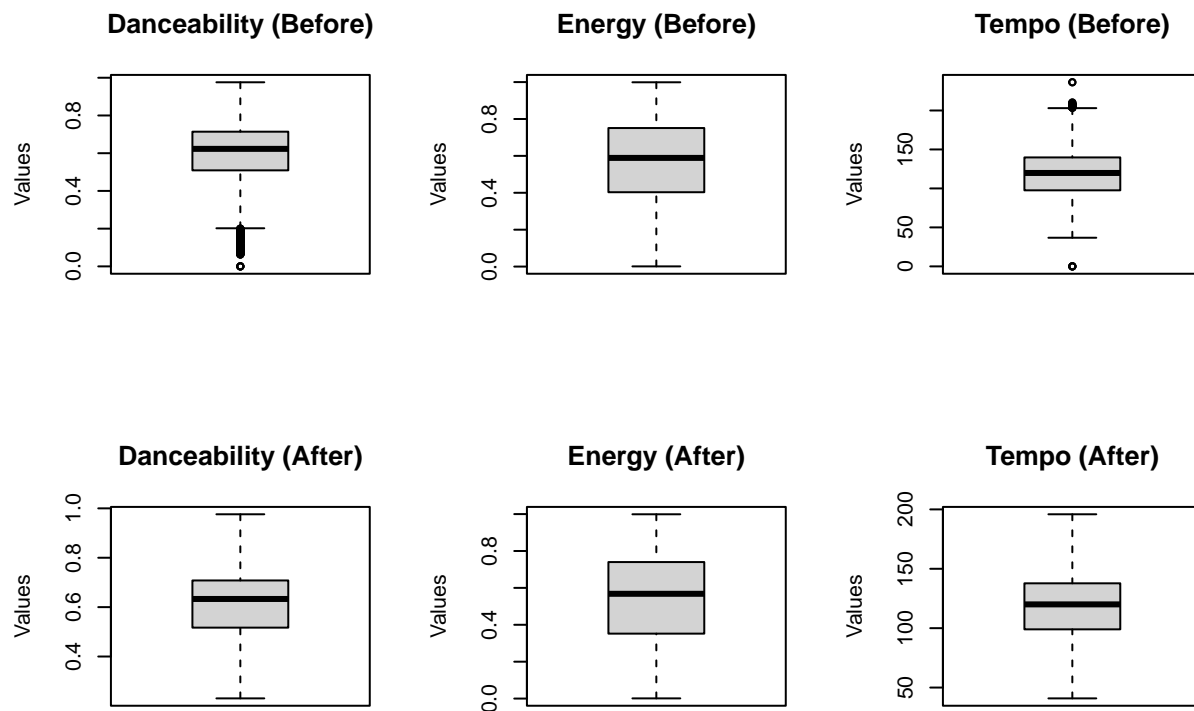 Danceability (Before)
Values
0.0
0.4
0.8
Energy (Before)
Values
0.0
0.4
0.8
Tempo (Before)
Values
0
50
150
Danceability (After)
Values
0.4
0.6
0.8
1.0
Energy (After)
Values
0.0
0.4
0.8
Tempo (After)
Values
50
100
150
200